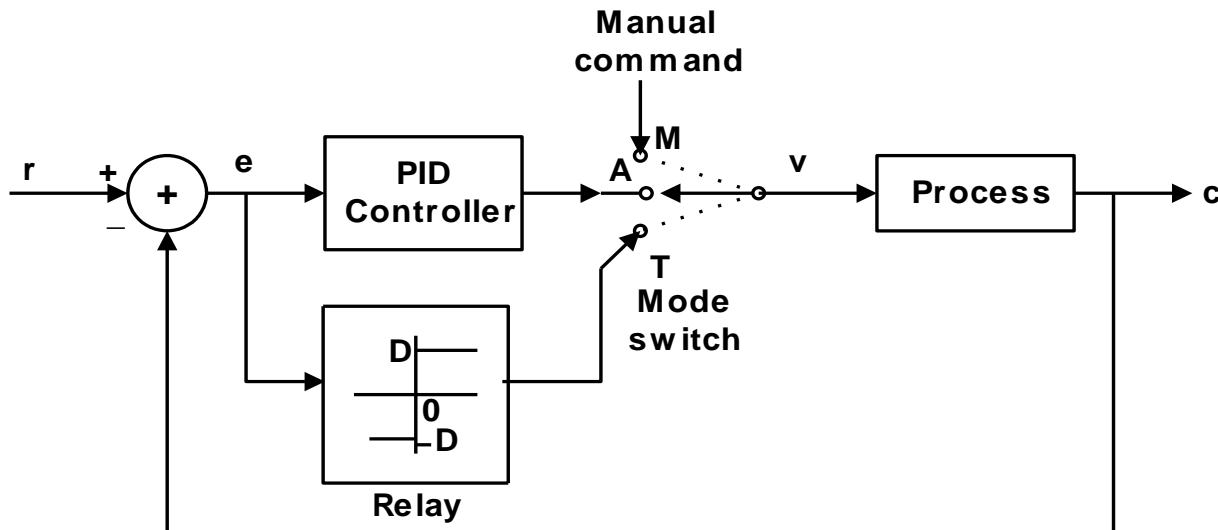 Manual
command
M
r
+
e
PID
Controller
A
v
Process
c
+
−
T
Mode
switch
D
0
−D
Relay